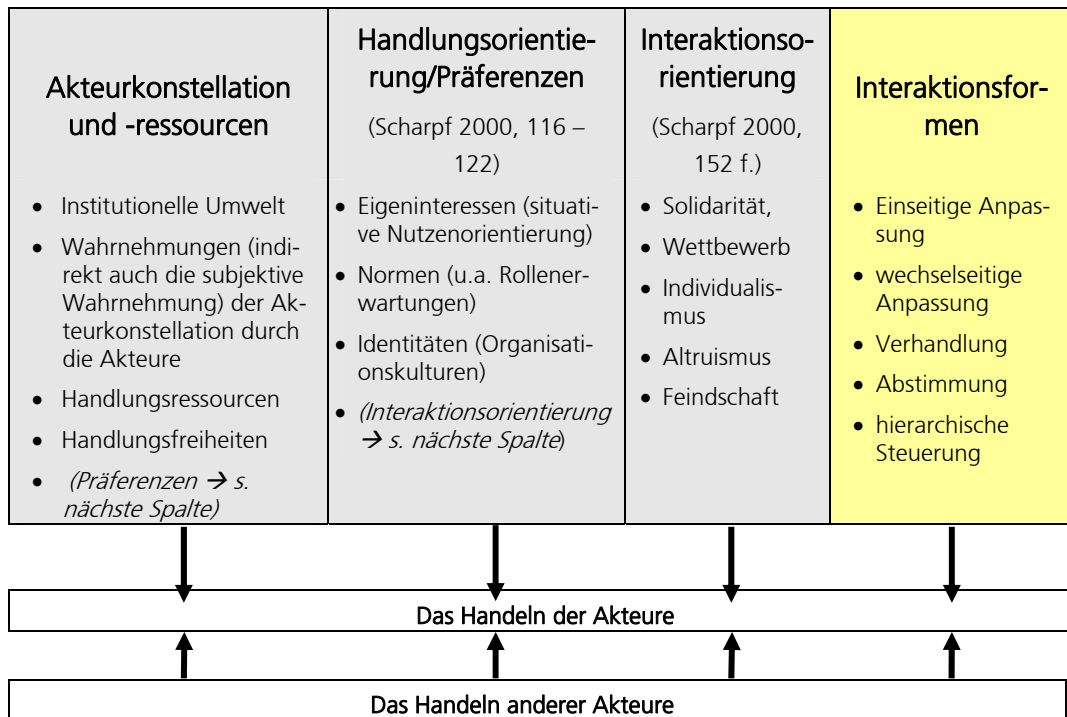 Akteurkonstellation
und -ressourcen
• Institutionelle Umwelt
• Wahrnehmungen (indi-
rekt auch die subjektive
Wahrnehmung) der Ak-
teurkonstellation durch
die Akteure
• Handlungsressourcen
• Handlungsfreiheiten
• (Präferenzen → s.
nächste Spalte)
Handlungsorientie-
rung/Präferenzen
(Scharpf 2000, 116 –
122)
• Eigeninteressen (situati-
ve Nutzenorientierung)
• Normen (u.a. Rollener-
wartungen)
• Identitäten (Organisati-
onskulturen)
• (Interaktionsorientierung
→ s. nächste Spalte)
Interaktionso-
rientierung
(Scharpf 2000,
152 f.)
• Solidarität,
• Wettbewerb
• Individualis-
mus
• Altruismus
• Feindschaft
Interaktionsfor-
men
• Einseitige Anpas-
sung
• wechselseitige
Anpassung
• Verhandlung
• Abstimmung
• hierarchische
Steuerung
Das Handeln der Akteure
Das Handeln anderer Akteure